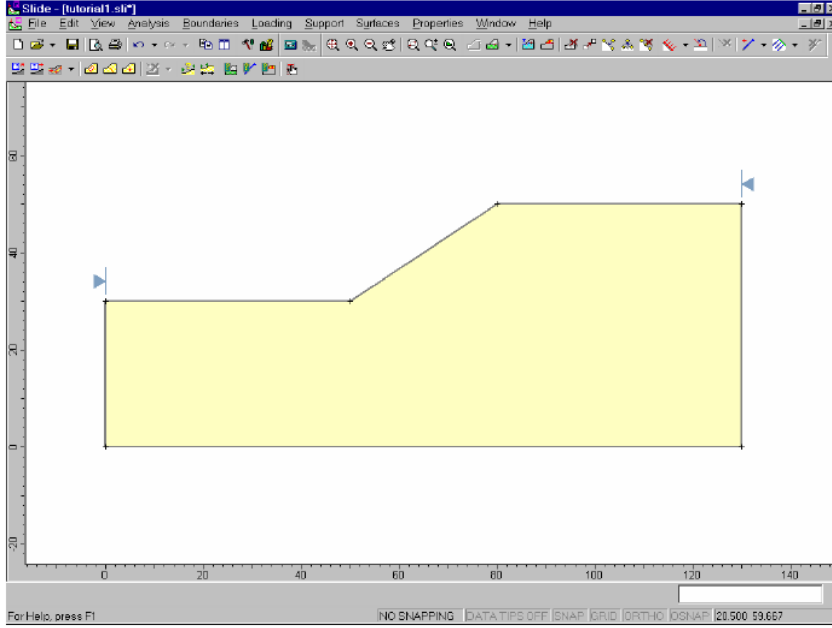 Slide - [tutorial1.sli*]
File Edit View Analysis Boundaries Loading Support Surfaces Properties Window Help
60
40
20
0
-20
0 20 40 60 80 100 120 140
For Help, press F1 NO SNAPPING DATA TIPS OFF SNAP GRID ORTHO OSNAP 20.500 59.667